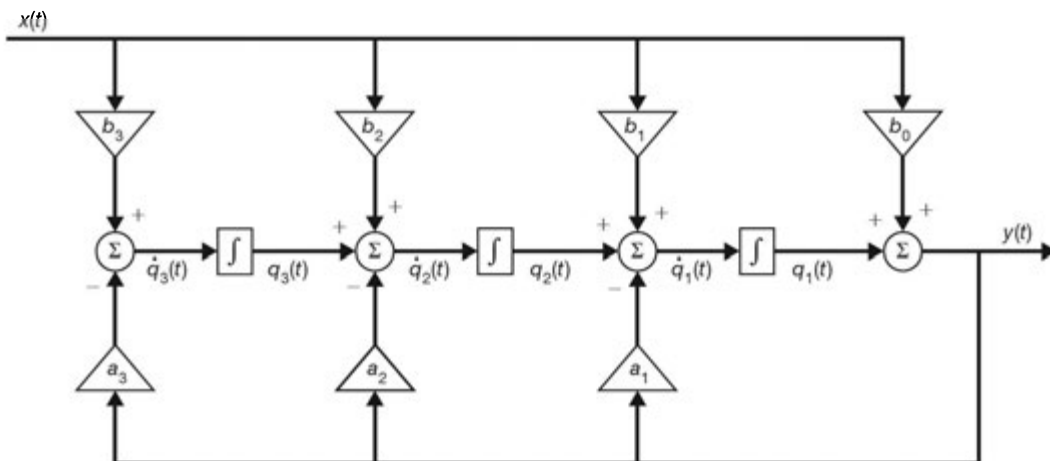 x(t)
b₃ b₂ b₁ b₀
+ + + + + + +
Σ ∫ Σ ∫ Σ ∫ Σ y(t)
− q̇₃(t) q₃(t) − q̇₂(t) q₂(t) − q̇₁(t) q₁(t)
a₃ a₂ a₁